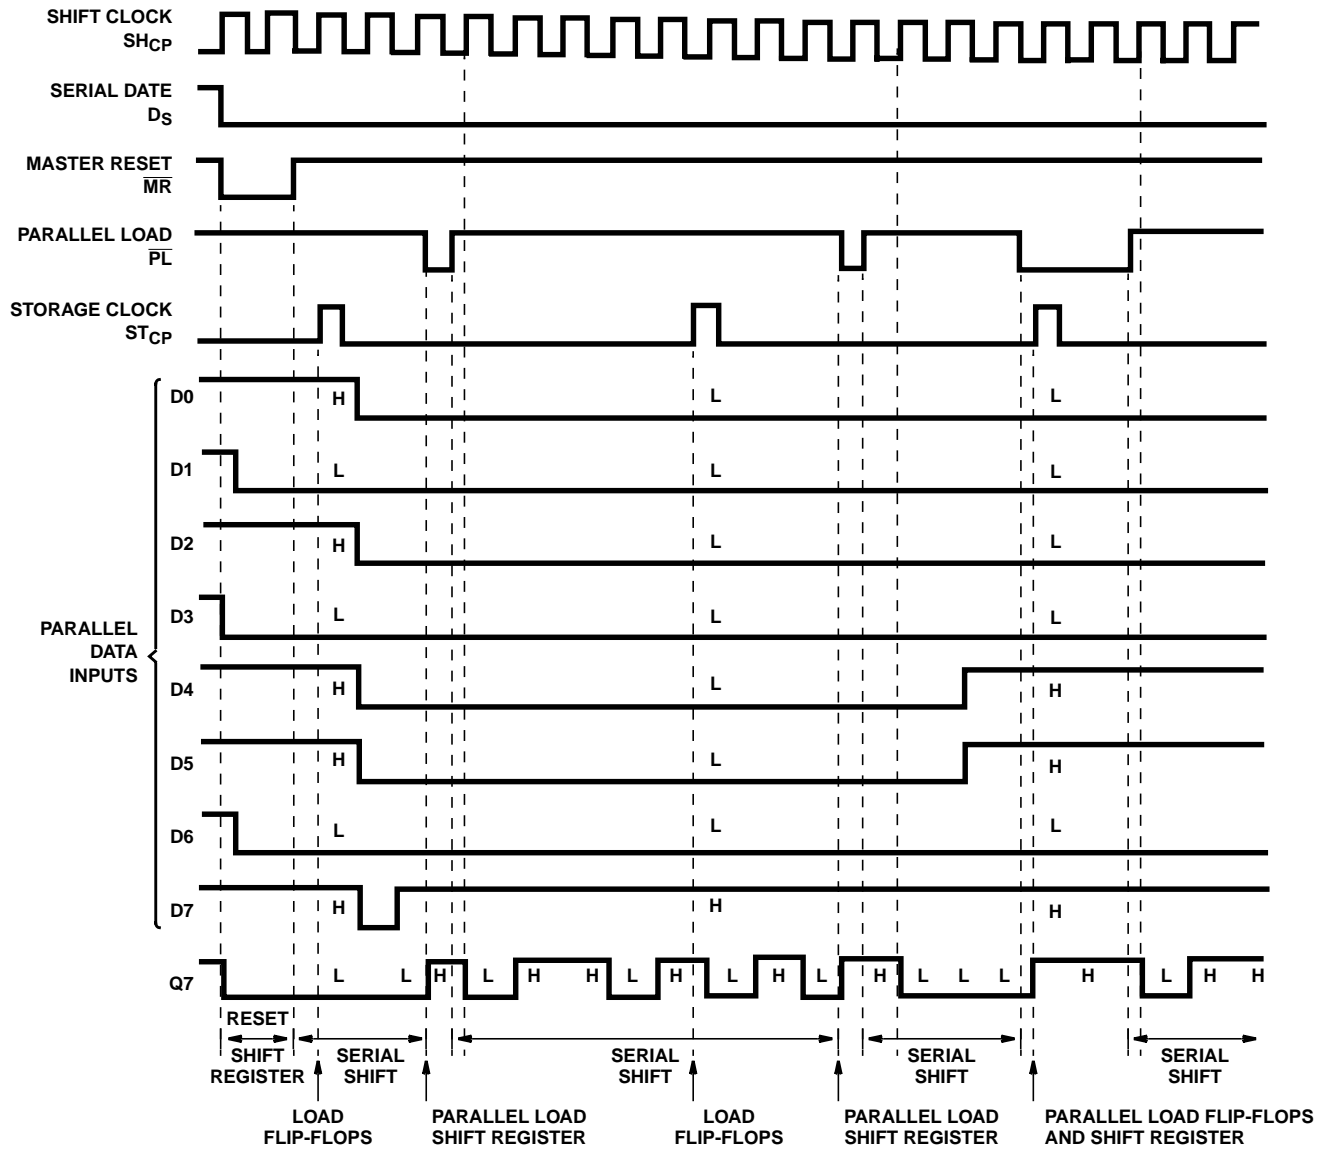 SHIFT CLOCK
SHCP
SERIAL DATE
DS
MASTER RESET
MR
PARALLEL LOAD
PL
STORAGE CLOCK
STCP
D0
H
L
L
D1
L
L
L
D2
H
L
L
D3
L
L
L
PARALLEL
DATA
INPUTS
D4
H
L
H
D5
H
L
H
D6
L
L
L
D7
H
H
H
Q7
L L H L H H L H L H L H L L L H L H H
RESET
SHIFT
REGISTER
SERIAL
SHIFT
SERIAL
SHIFT
SERIAL
SHIFT
SERIAL
SHIFT
LOAD
FLIP-FLOPS
PARALLEL LOAD
SHIFT REGISTER
LOAD
FLIP-FLOPS
PARALLEL LOAD
SHIFT REGISTER
PARALLEL LOAD FLIP-FLOPS
AND SHIFT REGISTER